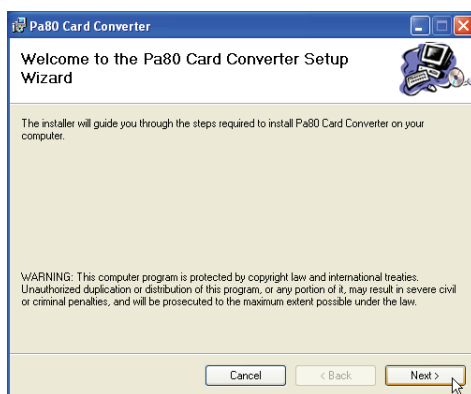 Pa80 Card Converter
Welcome to the Pa80 Card Converter Setup
Wizard
The installer will guide you through the steps required to install Pa80 Card Converter on your
computer.
WARNING: This computer program is protected by copyright law and international treaties.
Unauthorized duplication or distribution of this program, or any portion of it, may result in severe civil
or criminal penalties, and will be prosecuted to the maximum extent possible under the law.
Cancel < Back Next >